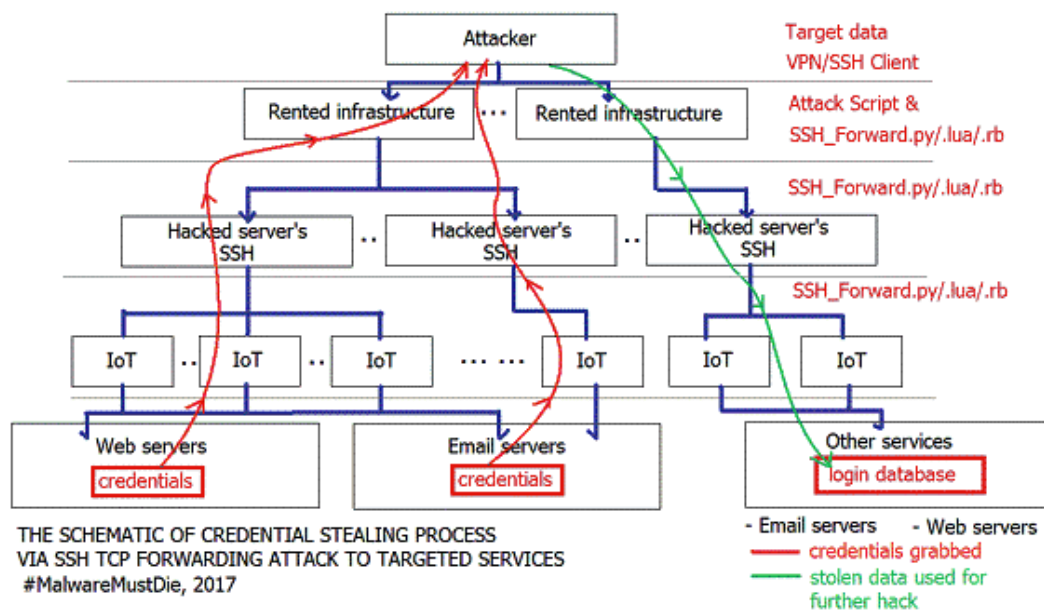 Attacker
Target data
VPN/SSH Client
Rented infrastructure ... Rented infrastructure
Attack Script &
SSH_Forward.py/.lua/.rb
SSH_Forward.py/.lua/.rb
Hacked server's
SSH
..
Hacked server's
SSH
..
Hacked server's
SSH
SSH_Forward.py/.lua/.rb
IoT .. IoT .. IoT ... ... IoT IoT IoT
Web servers
credentials
Email servers
credentials
Other services
login database
- Email servers - Web servers
THE SCHEMATIC OF CREDENTIAL STEALING PROCESS
VIA SSH TCP FORWARDING ATTACK TO TARGETED SERVICES
#MalwareMustDie, 2017
credentials grabbed
stolen data used for
further hack